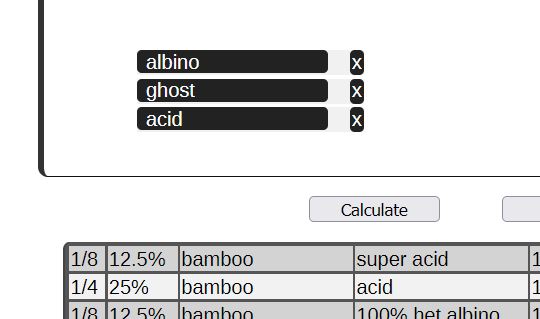 albino x
ghost x
acid x
Calculate
1/8 12.5% bamboo super acid 1
1/4 25% bamboo acid 1
1/8 12.5% bamboo 100% het albino 1